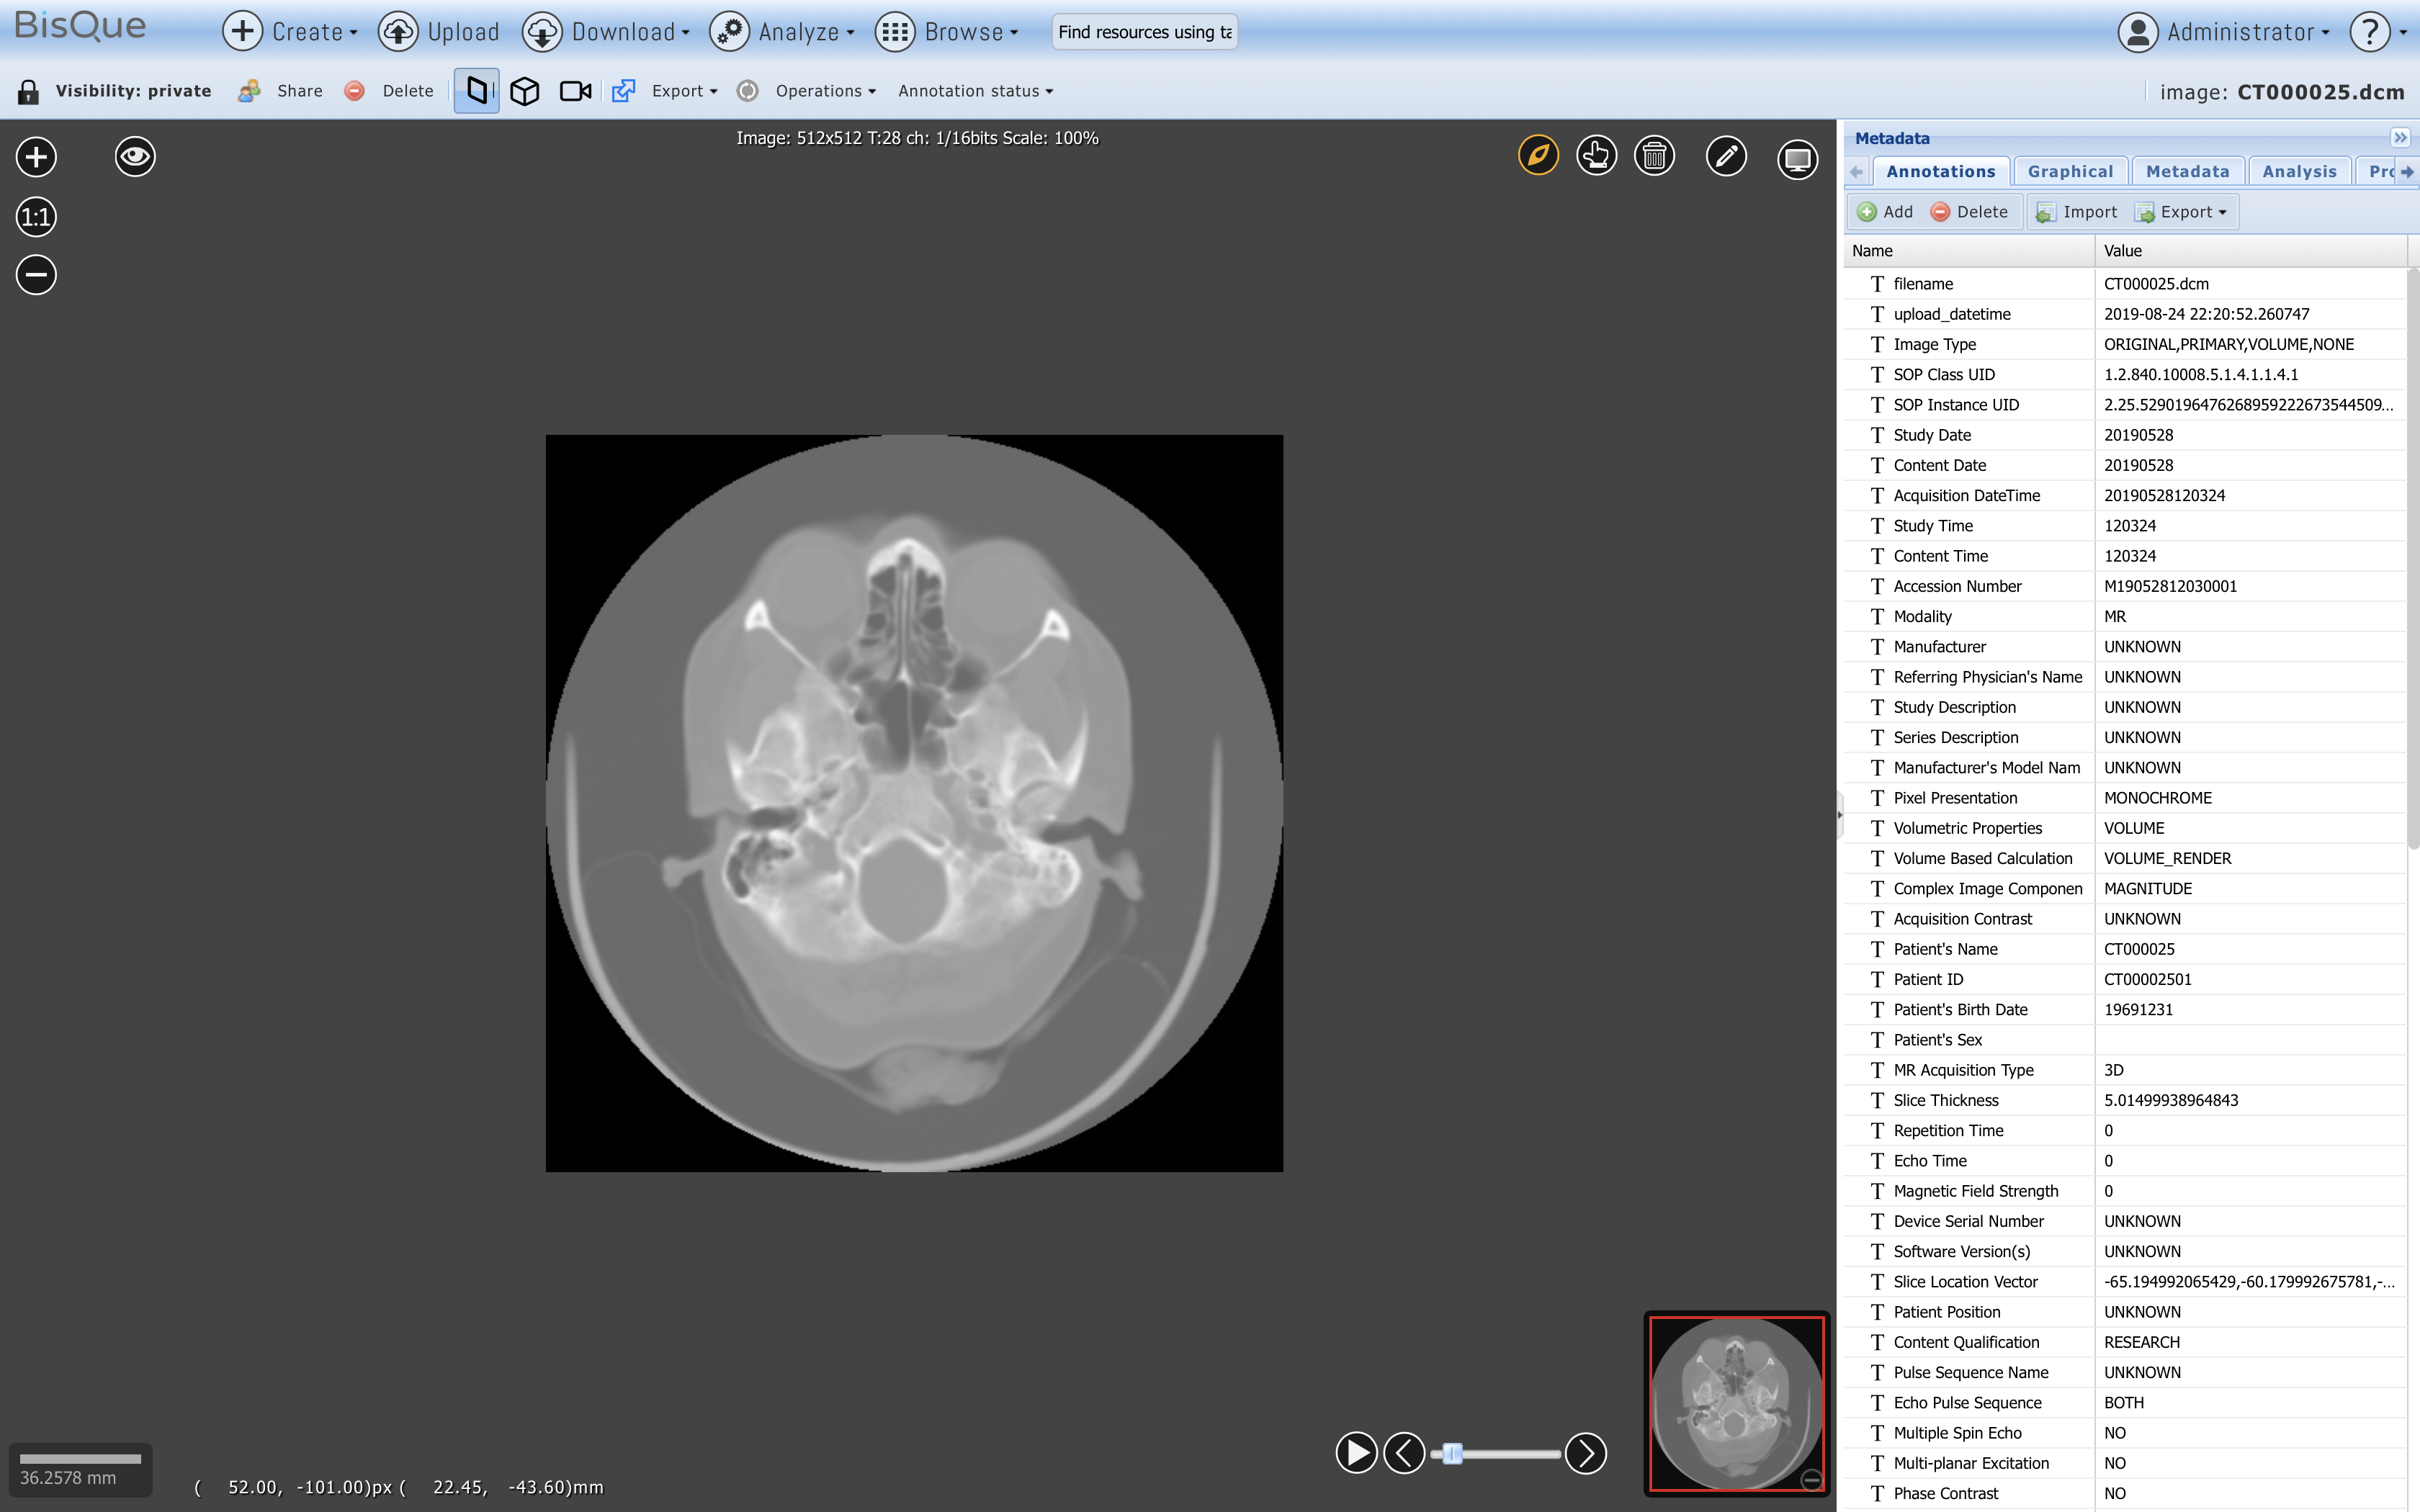 BisQue Create Upload Download Analyze Browse Find resources using ta Administrator ?
Visibility: private Share Delete Export Operations Annotation status image: CT000025.dcm
Image: 512x512 T:28 ch: 1/16bits Scale: 100%
1:1
Metadata
Annotations Graphical Metadata Analysis Pro
Add Delete Import Export
Name Value
T filename CT000025.dcm
T upload_datetime 2019-08-24 22:20:52.260747
T Image Type ORIGINAL,PRIMARY,VOLUME,NONE
T SOP Class UID 1.2.840.10008.5.1.4.1.1.4.1
T SOP Instance UID 2.25.52901964762689592226735445​09...
T Study Date 20190528
T Content Date 20190528
T Acquisition DateTime 20190528120324
T Study Time 120324
T Content Time 120324
T Accession Number M19052812030001
T Modality MR
T Manufacturer UNKNOWN
T Referring Physician's Name UNKNOWN
T Study Description UNKNOWN
T Series Description UNKNOWN
T Manufacturer's Model Nam UNKNOWN
T Pixel Presentation MONOCHROME
T Volumetric Properties VOLUME
T Volume Based Calculation VOLUME_RENDER
T Complex Image Componen MAGNITUDE
T Acquisition Contrast UNKNOWN
T Patient's Name CT000025
T Patient ID CT00002501
T Patient's Birth Date 19691231
T Patient's Sex
T MR Acquisition Type 3D
T Slice Thickness 5.01499938964843
T Repetition Time 0
T Echo Time 0
T Magnetic Field Strength 0
T Device Serial Number UNKNOWN
T Software Version(s) UNKNOWN
T Slice Location Vector -65.194992065429,-60.179992675781,-...
T Patient Position UNKNOWN
T Content Qualification RESEARCH
T Pulse Sequence Name UNKNOWN
T Echo Pulse Sequence BOTH
T Multiple Spin Echo NO
T Multi-planar Excitation NO
T Phase Contrast NO
36.2578 mm
( 52.00, -101.00)px ( 22.45, -43.60)mm